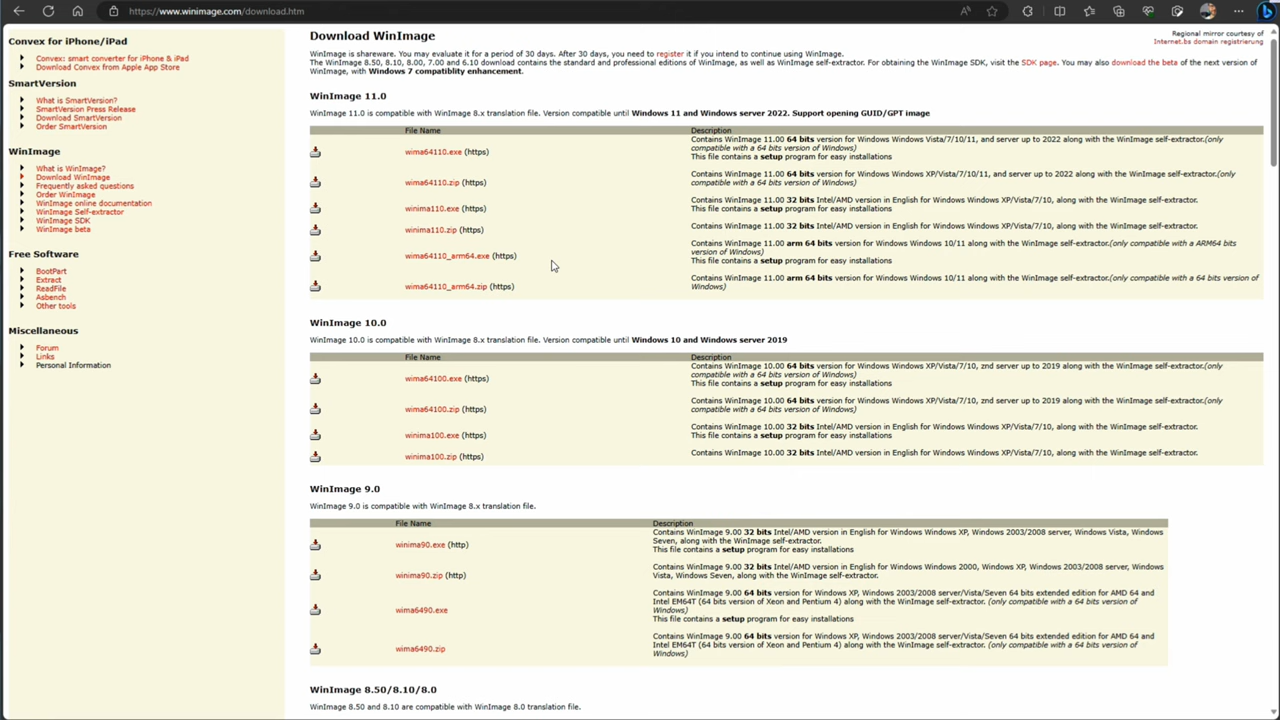 https://www.winimage.com/download.htm
Convex for iPhone/iPad
Convex: smart converter for iPhone & iPad
Download Convex from Apple App Store
SmartVersion
What is SmartVersion?
SmartVersion Press Release
Download SmartVersion
Order SmartVersion
WinImage
What is WinImage?
Download WinImage
Frequently asked questions
Order WinImage
WinImage online documentation
WinImage Self-extractor
WinImage SDK
WinImage beta
Free Software
BootPart
Extract
ReadFile
Asbench
Other tools
Miscellaneous
Forum
Links
Personal Information
Download WinImage
Regional mirror courtesy of
Internet.bs domain registrierung
WinImage is shareware. You may evaluate it for a period of 30 days. After 30 days, you need to register it if you intend to continue using WinImage.
The WinImage 8.50, 8.10, 8.00, 7.00 and 6.10 download contains the standard and professional editions of WinImage, as well as WinImage self-extractor. For obtaining the WinImage SDK, visit the SDK page. You may also download the beta of the next version of
WinImage, with Windows 7 compatiblity enhancement.
WinImage 11.0
WinImage 11.0 is compatible with WinImage 8.x translation file. Version compatible until Windows 11 and Windows server 2022. Support opening GUID/GPT image
File Name Description
wima64110.exe (https)
Contains WinImage 11.00 64 bits version for Windows Windows Vista/7/10/11, and server up to 2022 along with the WinImage self-extractor.(only
compatible with a 64 bits version of Windows)
This file contains a setup program for easy installations
wima64110.zip (https)
Contains WinImage 11.00 64 bits version for Windows Windows XP/Vista/7/10/11, and server up to 2022 along with the WinImage self-extractor.(only
compatible with a 64 bits version of Windows)
winima110.exe (https)
Contains WinImage 11.00 32 bits Intel/AMD version in English for Windows Windows XP/Vista/7/10, along with the WinImage self-extractor.
This file contains a setup program for easy installations
winima110.zip (https)
Contains WinImage 11.00 32 bits Intel/AMD version in English for Windows Windows XP/Vista/7/10, along with the WinImage self-extractor.
wima64110_arm64.exe (https)
Contains WinImage 11.00 arm 64 bits version for Windows Windows 10/11 along with the WinImage self-extractor.(only compatible with a ARM64 bits
version of Windows)
This file contains a setup program for easy installations
wima64110_arm64.zip (https)
Contains WinImage 11.00 arm 64 bits version for Windows Windows 10/11 along with the WinImage self-extractor.(only compatible with a 64 bits version of
Windows)
WinImage 10.0
WinImage 10.0 is compatible with WinImage 8.x translation file. Version compatible until Windows 10 and Windows server 2019
File Name Description
wima64100.exe (https)
Contains WinImage 10.00 64 bits version for Windows Windows XP/Vista/7/10, znd server up to 2019 along with the WinImage self-extractor.(only
compatible with a 64 bits version of Windows)
This file contains a setup program for easy installations
wima64100.zip (https)
Contains WinImage 10.00 64 bits version for Windows Windows XP/Vista/7/10, znd server up to 2019 along with the WinImage self-extractor.(only
compatible with a 64 bits version of Windows)
winima100.exe (https)
Contains WinImage 10.00 32 bits Intel/AMD version in English for Windows Windows XP/Vista/7/10, along with the WinImage self-extractor.
This file contains a setup program for easy installations
winima100.zip (https)
Contains WinImage 10.00 32 bits Intel/AMD version in English for Windows Windows XP/Vista/7/10, along with the WinImage self-extractor.
WinImage 9.0
WinImage 9.0 is compatible with WinImage 8.x translation file.
File Name Description
winima90.exe (http)
Contains WinImage 9.00 32 bits Intel/AMD version in English for Windows Windows XP, Windows 2003/2008 server, Windows Vista, Windows
Seven, along with the WinImage self-extractor.
This file contains a setup program for easy installations
winima90.zip (http)
Contains WinImage 9.00 32 bits Intel/AMD version in English for Windows Windows 2000, Windows XP, Windows 2003/2008 server, Windows
Vista, Windows Seven, along with the WinImage self-extractor.
wima6490.exe
Contains WinImage 9.00 64 bits version for Windows XP, Windows 2003/2008 server/Vista/Seven 64 bits extended edition for AMD 64 and
Intel EM64T (64 bits version of Xeon and Pentium 4) along with the WinImage self-extractor. (only compatible with a 64 bits version of
Windows)
This file contains a setup program for easy installations
wima6490.zip
Contains WinImage 9.00 64 bits version for Windows XP, Windows 2003/2008 server/Vista/Seven 64 bits extended edition for AMD 64 and
Intel EM64T (64 bits version of Xeon and Pentium 4) along with the WinImage self-extractor. (only compatible with a 64 bits version of
Windows)
WinImage 8.50/8.10/8.0
WinImage 8.50 and 8.10 are compatible with WinImage 8.0 translation file.